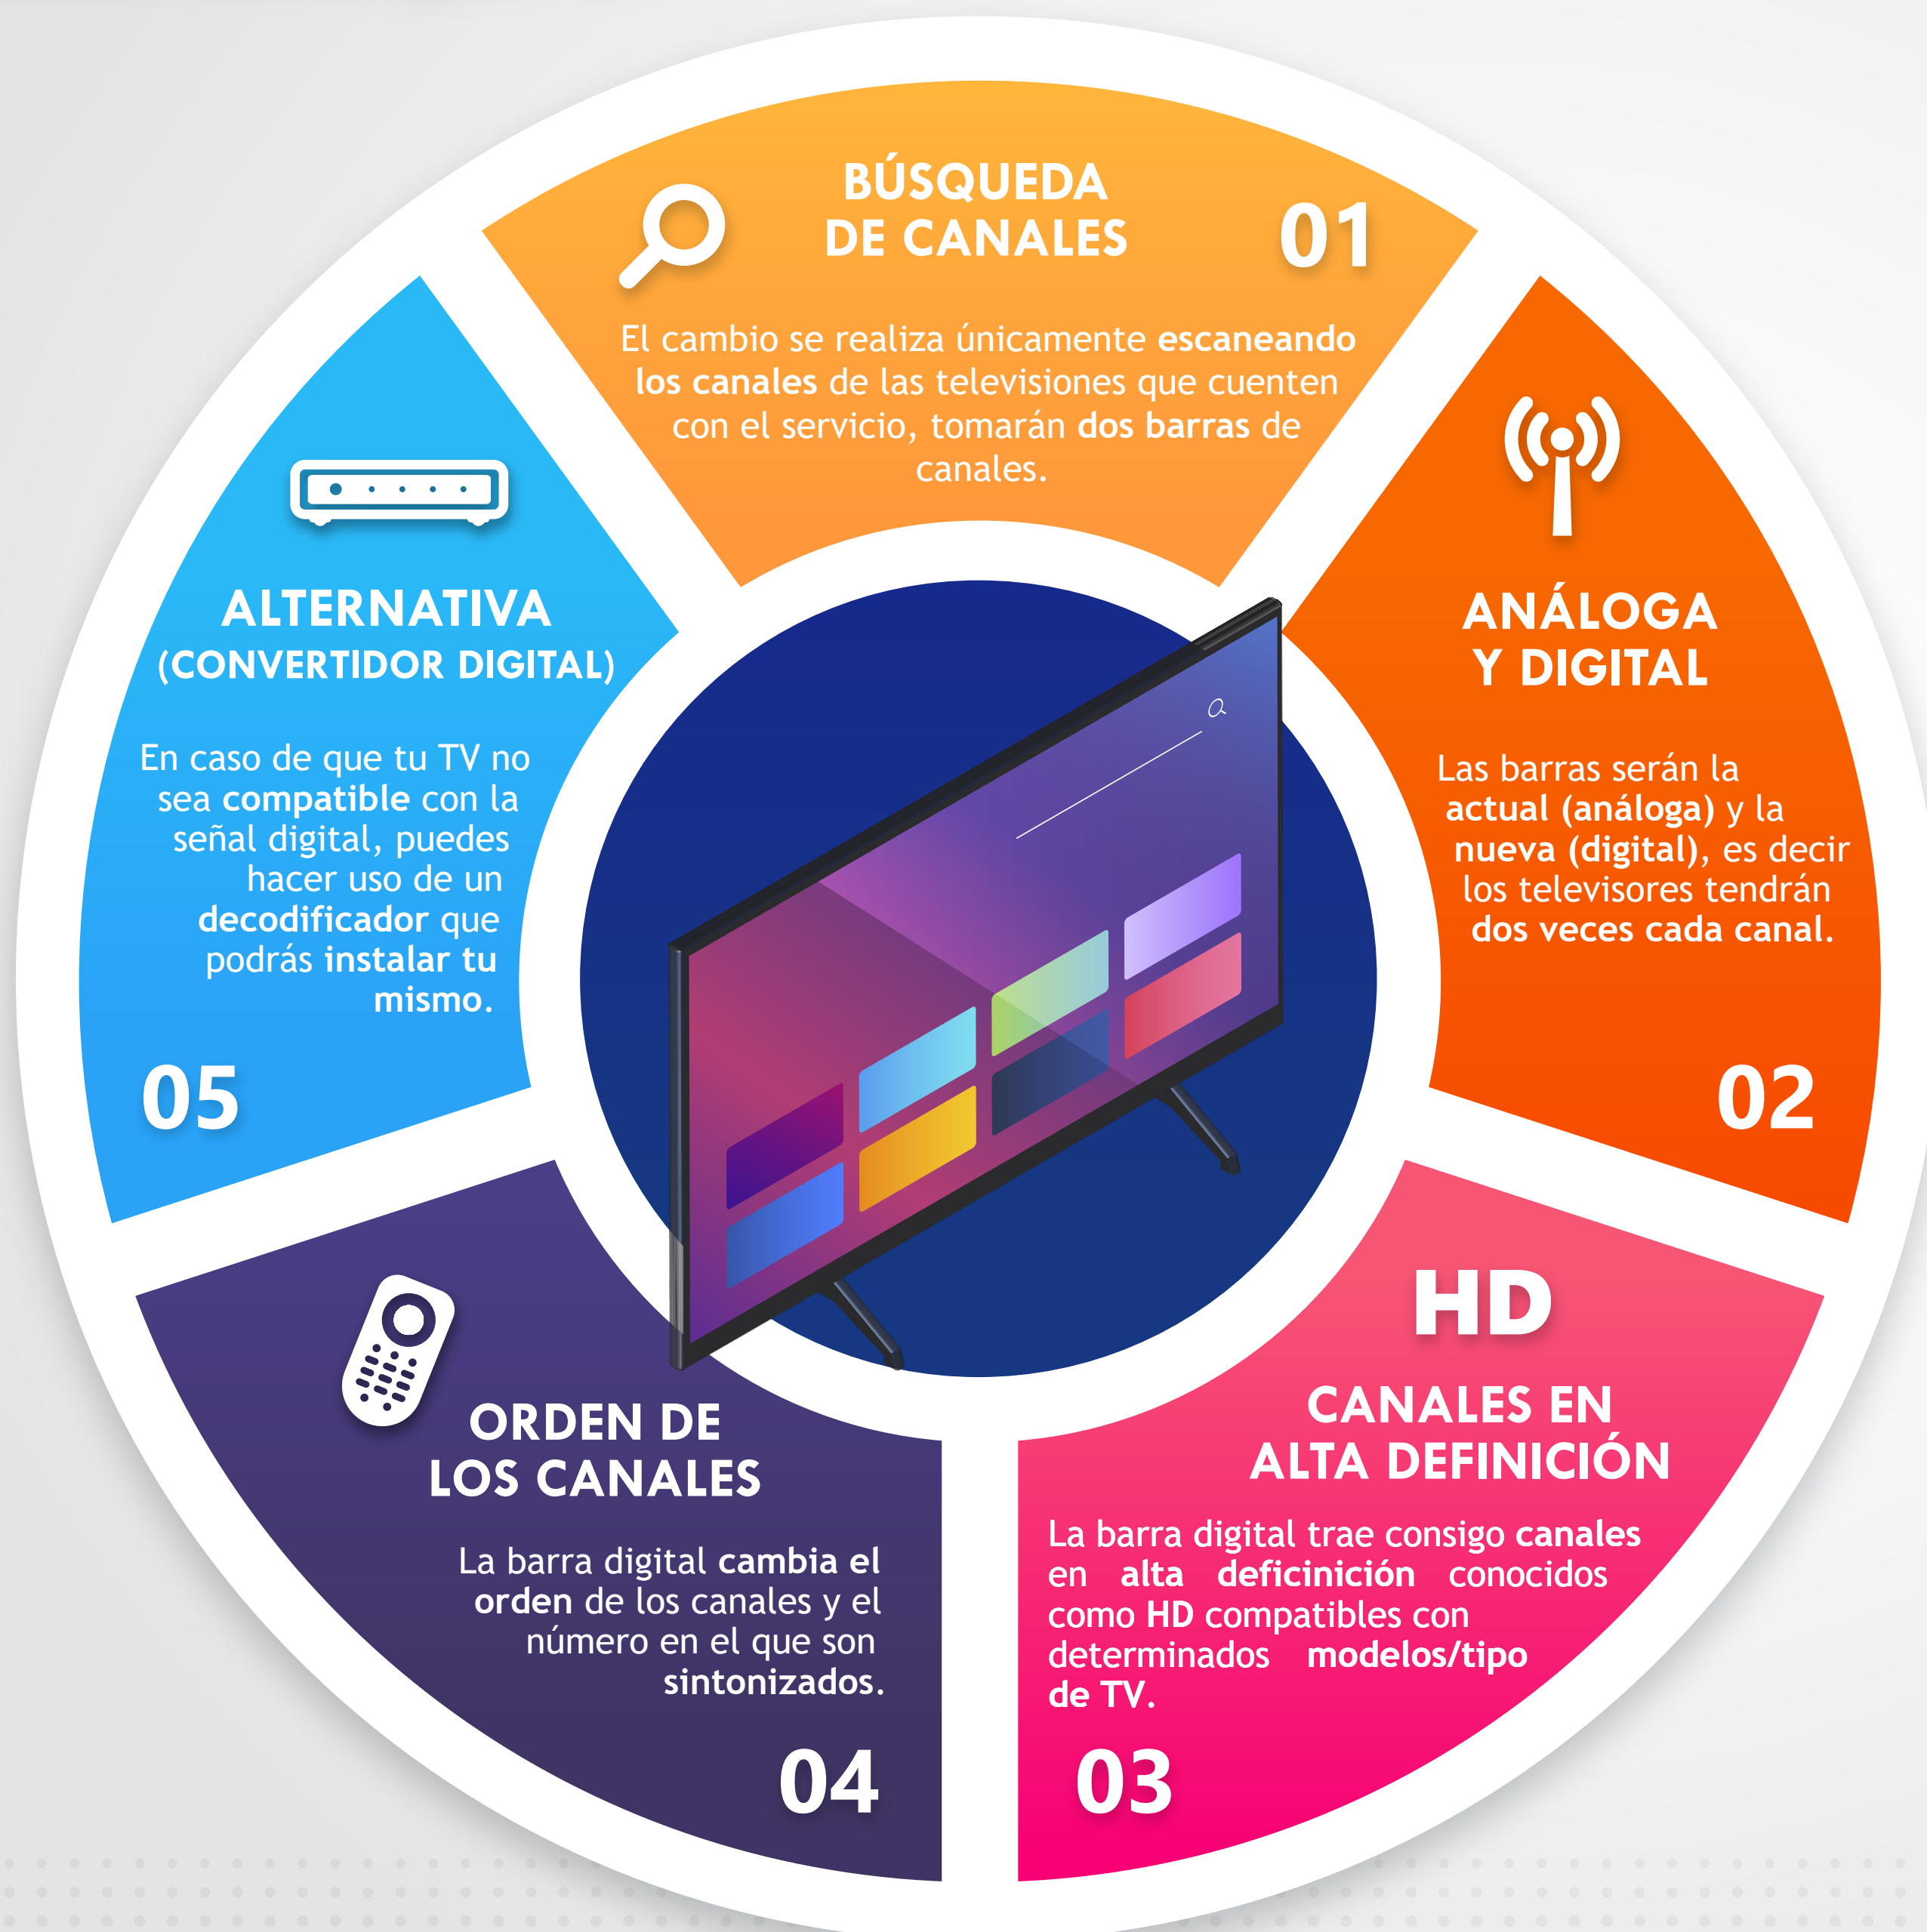 BÚSQUEDA
DE CANALES
01
El cambio se realiza únicamente escaneando
los canales de las televisiones que cuenten
con el servicio, tomarán dos barras de
canales.
ANÁLOGA
Y DIGITAL
Las barras serán la
actual (análoga) y la
nueva (digital), es decir
los televisores tendrán
dos veces cada canal.
02
HD
CANALES EN
ALTA DEFINICIÓN
La barra digital trae consigo canales
en alta deficinición conocidos
como HD compatibles con
determinados modelos/tipo
de TV.
03
ORDEN DE
LOS CANALES
La barra digital cambia el
orden de los canales y el
número en el que son
sintonizados.
04
ALTERNATIVA
(CONVERTIDOR DIGITAL)
En caso de que tu TV no
sea compatible con la
señal digital, puedes
hacer uso de un
decodificador que
podrás instalar tu
mismo.
05